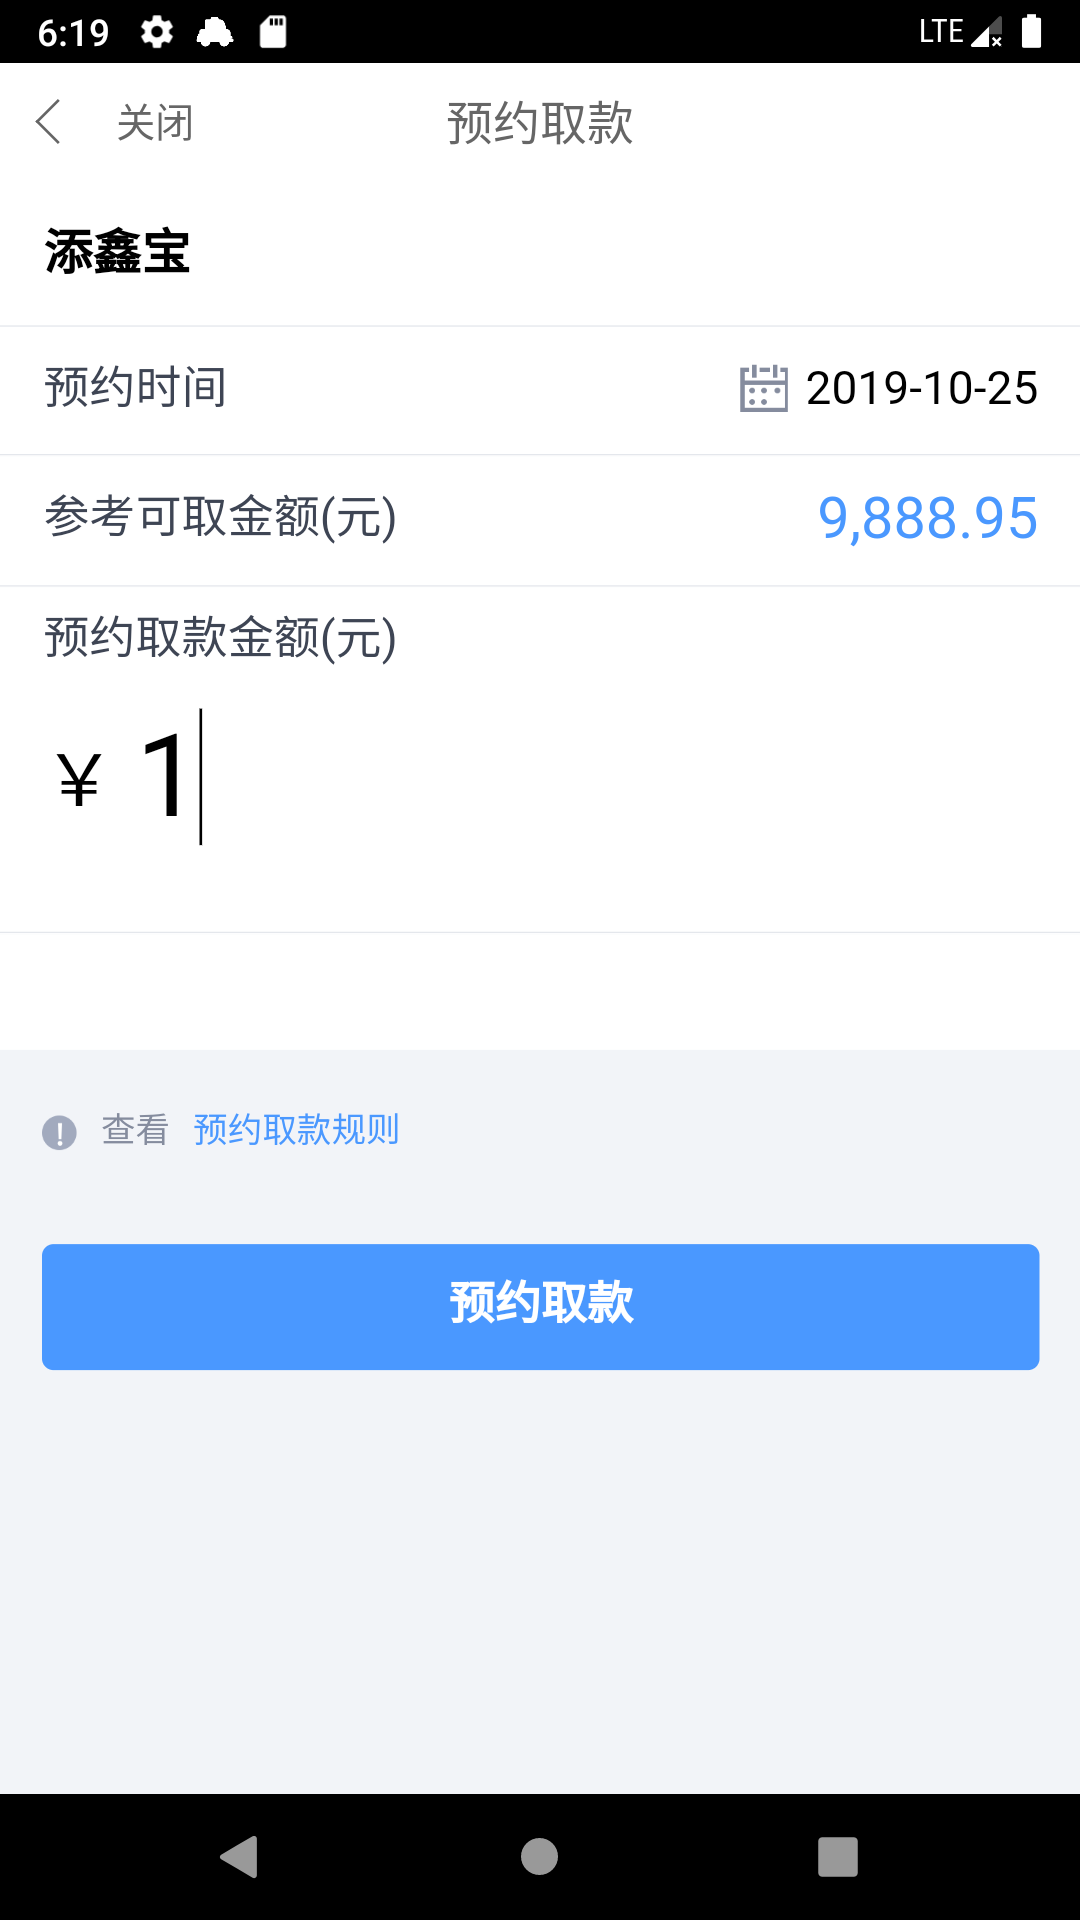 6:19 LTE
关闭 预约取款
添鑫宝
预约时间 2019-10-25
参考可取金额(元) 9,888.95
预约取款金额(元)
¥ 1
查看 预约取款规则
预约取款